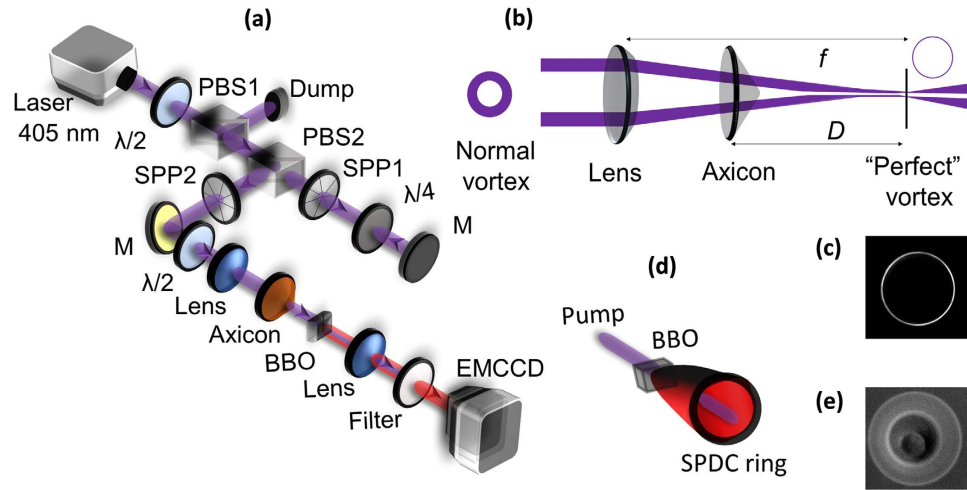 (a)
Laser
405 nm
λ/2
PBS1
Dump
PBS2
SPP1
λ/4
M
SPP2
M
λ/2
Lens
Axicon
BBO
Lens
Filter
EMCCD
(b)
f
D
Normal
vortex
Lens
Axicon
“Perfect”
vortex
(c)
(d)
Pump
BBO
SPDC ring
(e)